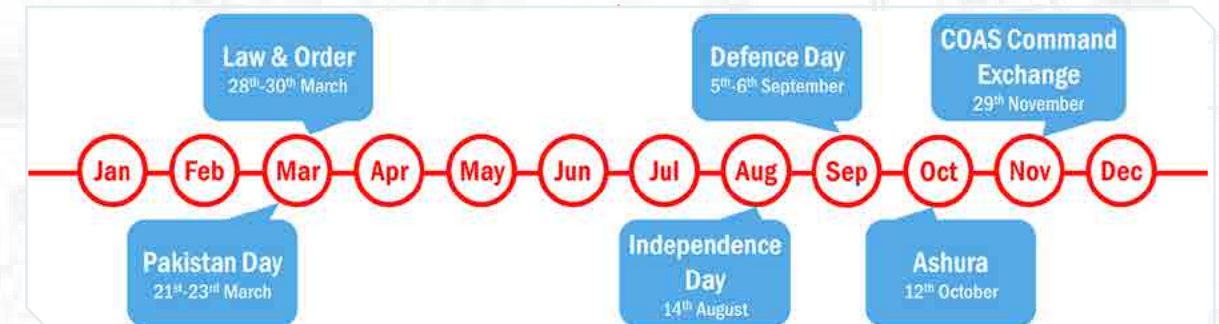 Law & Order
28th-30th March
Defence Day
5th-6th September
COAS Command
Exchange
29th November
Jan Feb Mar Apr May Jun Jul Aug Sep Oct Nov Dec
Pakistan Day
21st-23rd March
Independence
Day
14th August
Ashura
12th October